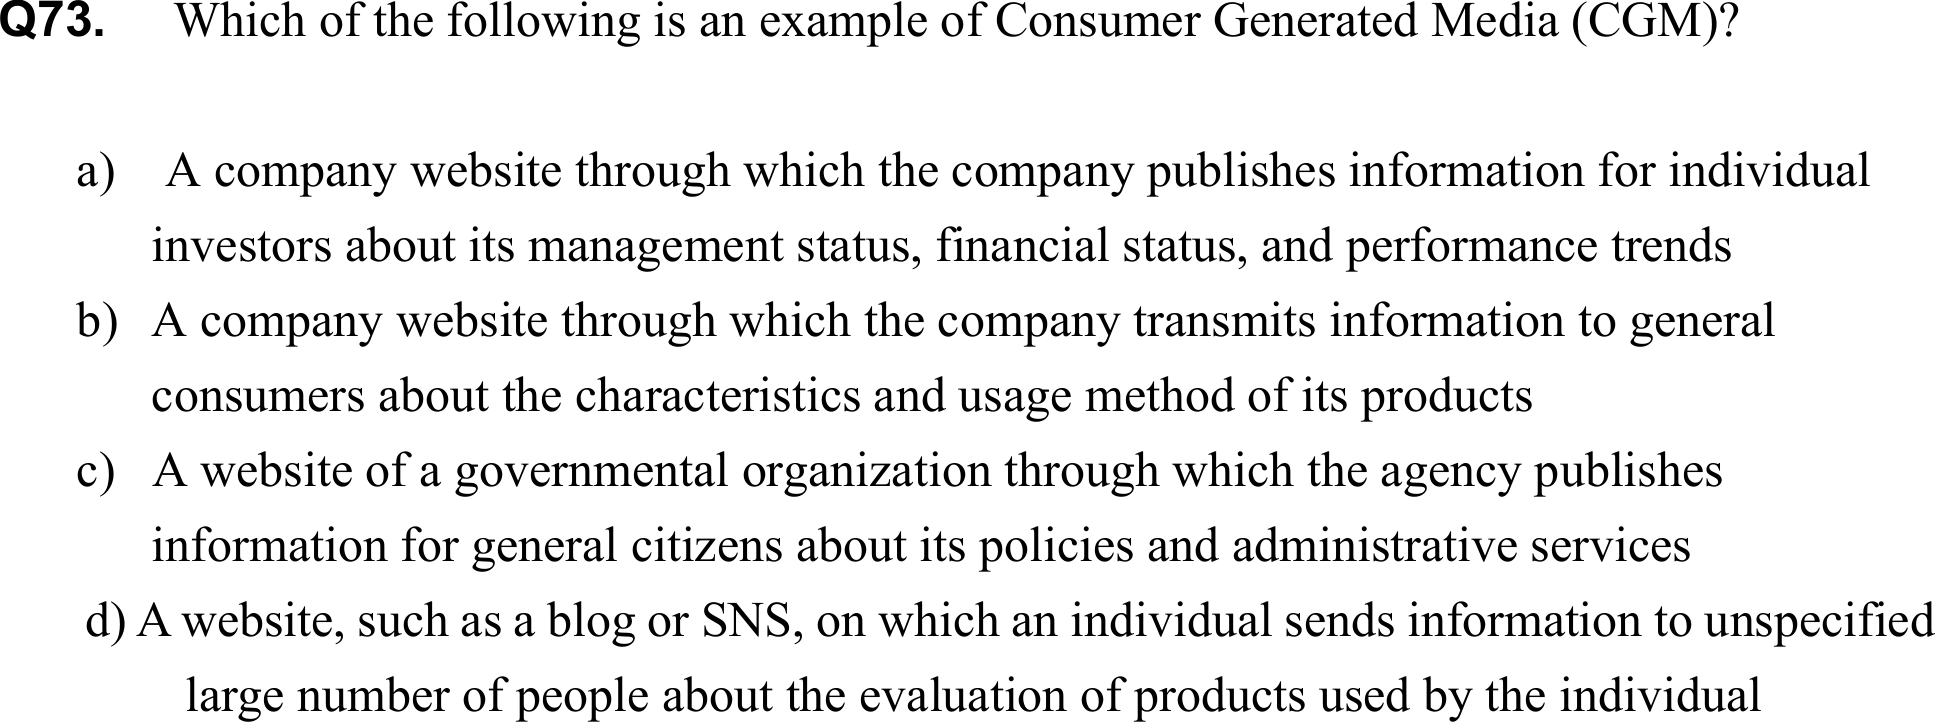 Q73. Which of the following is an example of Consumer Generated Media (CGM)?
a) A company website through which the company publishes information for individual
investors about its management status, financial status, and performance trends
b) A company website through which the company transmits information to general
consumers about the characteristics and usage method of its products
c) A website of a governmental organization through which the agency publishes
information for general citizens about its policies and administrative services
d) A website, such as a blog or SNS, on which an individual sends information to unspecified
large number of people about the evaluation of products used by the individual